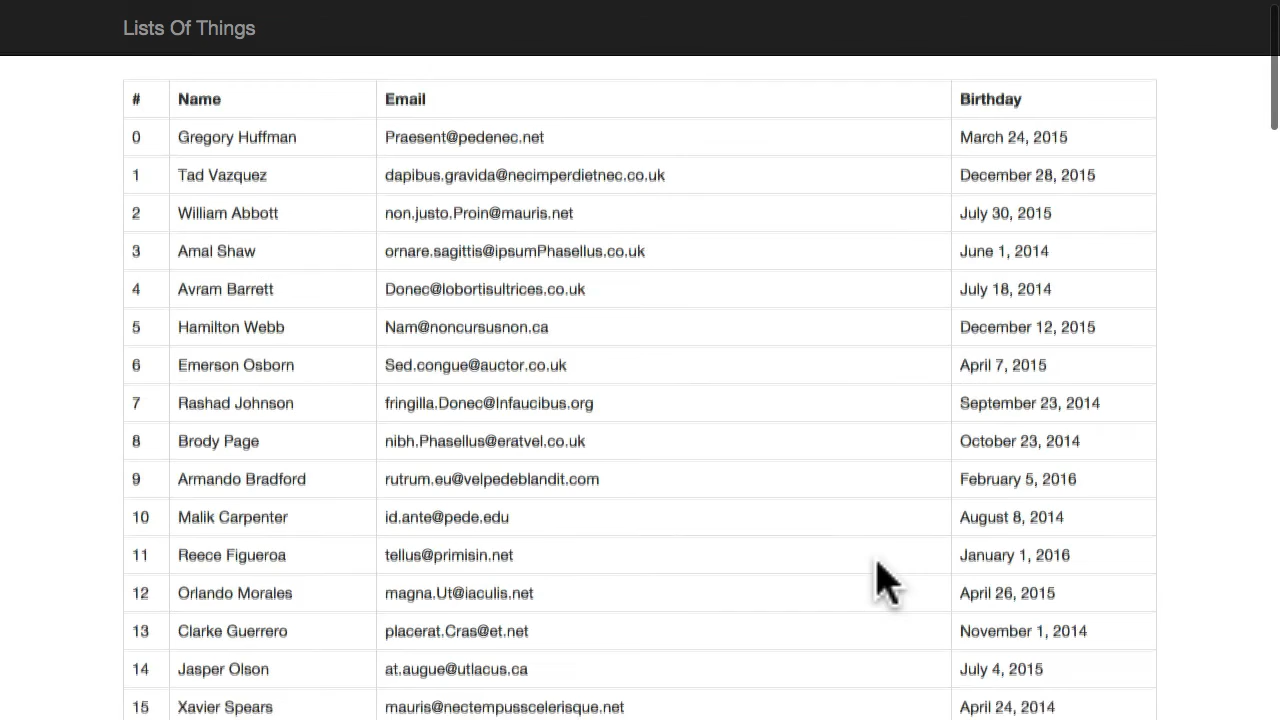 Lists Of Things
# Name Email Birthday
0 Gregory Huffman Praesent@pedenec.net March 24, 2015
1 Tad Vazquez dapibus.gravida@necimperdietnec.co.uk December 28, 2015
2 William Abbott non.justo.Proin@mauris.net July 30, 2015
3 Amal Shaw ornare.sagittis@ipsumPhasellus.co.uk June 1, 2014
4 Avram Barrett Donec@lobortisultrices.co.uk July 18, 2014
5 Hamilton Webb Nam@noncursusnon.ca December 12, 2015
6 Emerson Osborn Sed.congue@auctor.co.uk April 7, 2015
7 Rashad Johnson fringilla.Donec@Infaucibus.org September 23, 2014
8 Brody Page nibh.Phasellus@eratvel.co.uk October 23, 2014
9 Armando Bradford rutrum.eu@velpedeblandit.com February 5, 2016
10 Malik Carpenter id.ante@pede.edu August 8, 2014
11 Reece Figueroa tellus@primisin.net January 1, 2016
12 Orlando Morales magna.Ut@iaculis.net April 26, 2015
13 Clarke Guerrero placerat.Cras@et.net November 1, 2014
14 Jasper Olson at.augue@utlacus.ca July 4, 2015
15 Xavier Spears mauris@nectempusscelerisque.net April 24, 2014